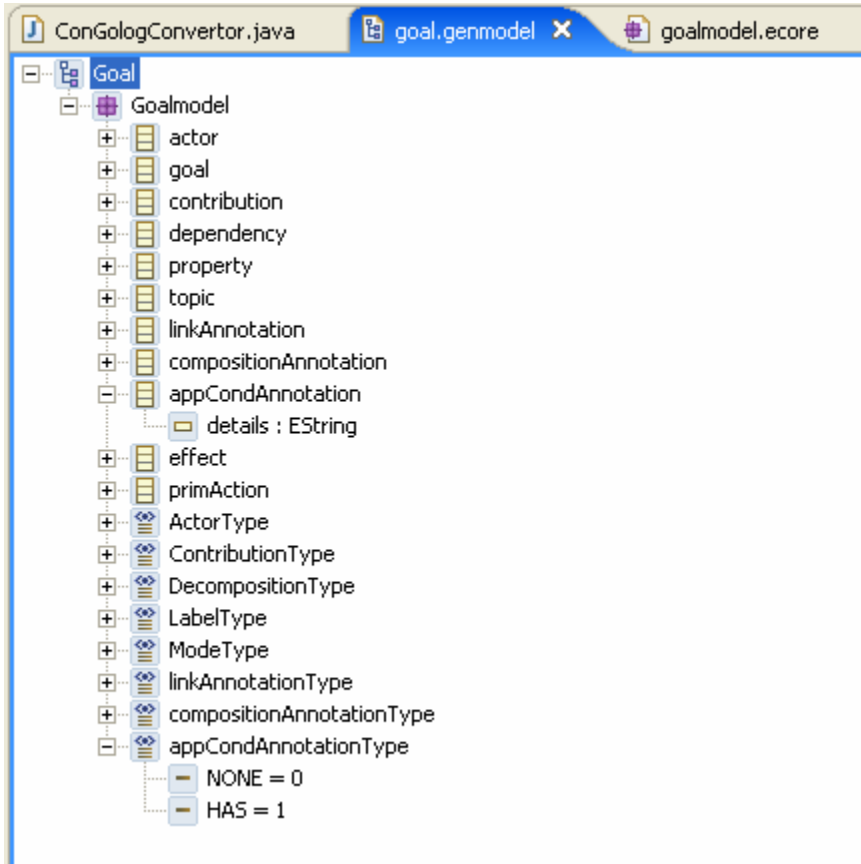 ConGologConvertor.java goal.genmodel goalmodel.ecore
Goal
Goalmodel
actor
goal
contribution
dependency
property
topic
linkAnnotation
compositionAnnotation
appCondAnnotation
details : EString
effect
primAction
ActorType
ContributionType
DecompositionType
LabelType
ModeType
linkAnnotationType
compositionAnnotationType
appCondAnnotationType
NONE = 0
HAS = 1